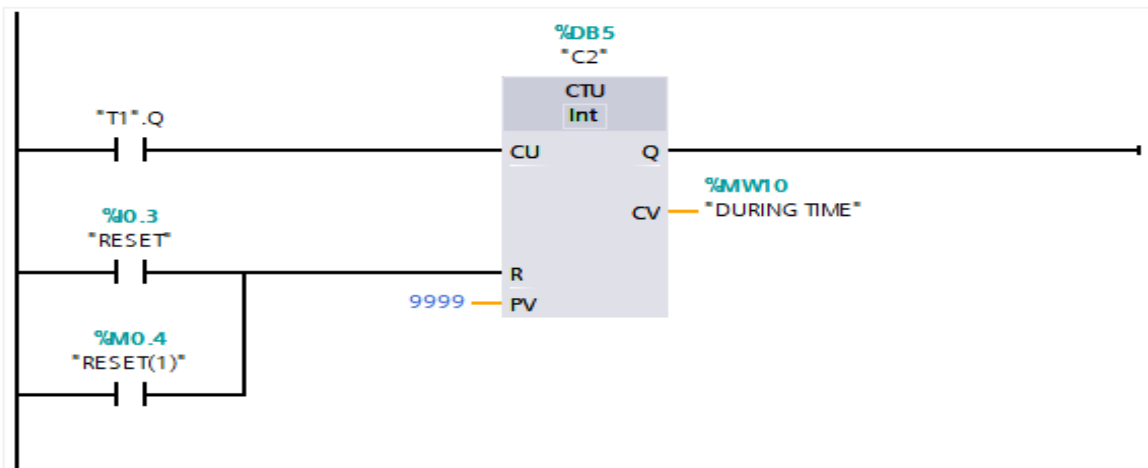 %DB5
"C2"
CTU
Int
"T1".Q
CU
Q
%MW10
CV
"DURING TIME"
%I0.3
"RESET"
R
9999
PV
%M0.4
"RESET(1)"